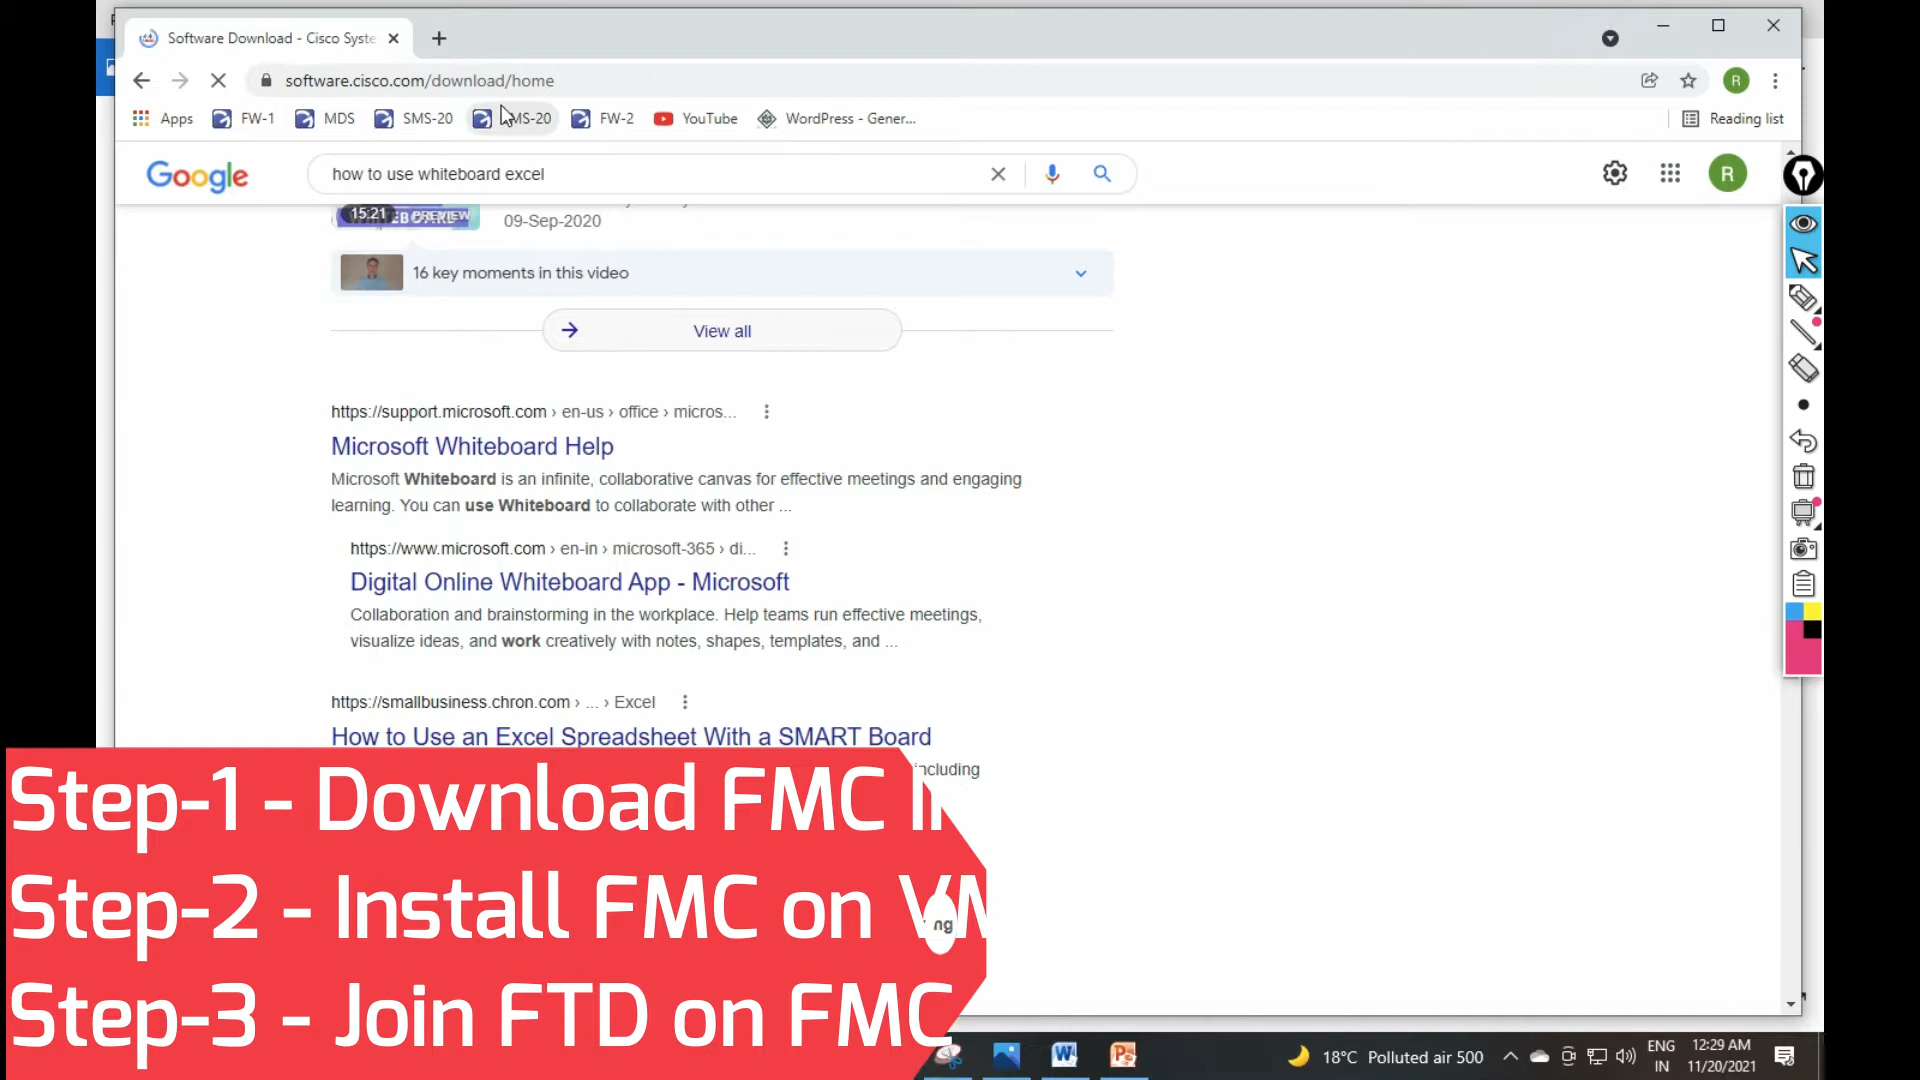 Software Download - Cisco Syste
software.cisco.com/download/home
Apps FW-1 MDS SMS-20 MS-20 FW-2 YouTube WordPress - Gener... Reading list
Google how to use whiteboard excel R
15:21 PREVIEW
09-Sep-2020
16 key moments in this video
View all
https://support.microsoft.com › en-us › office › micros...
Microsoft Whiteboard Help
Microsoft Whiteboard is an infinite, collaborative canvas for effective meetings and engaging
learning. You can use Whiteboard to collaborate with other ...
https://www.microsoft.com › en-in › microsoft-365 › di...
Digital Online Whiteboard App - Microsoft
Collaboration and brainstorming in the workplace. Help teams run effective meetings,
visualize ideas, and work creatively with notes, shapes, templates, and ...
https://smallbusiness.chron.com › ... › Excel
How to Use an Excel Spreadsheet With a SMART Board
including
Step-1 - Download FMC
Step-2 - Install FMC on
ng
Step-3 - Join FTD on FMC
18°C Polluted air 500
ENG
IN
12:29 AM
11/20/2021